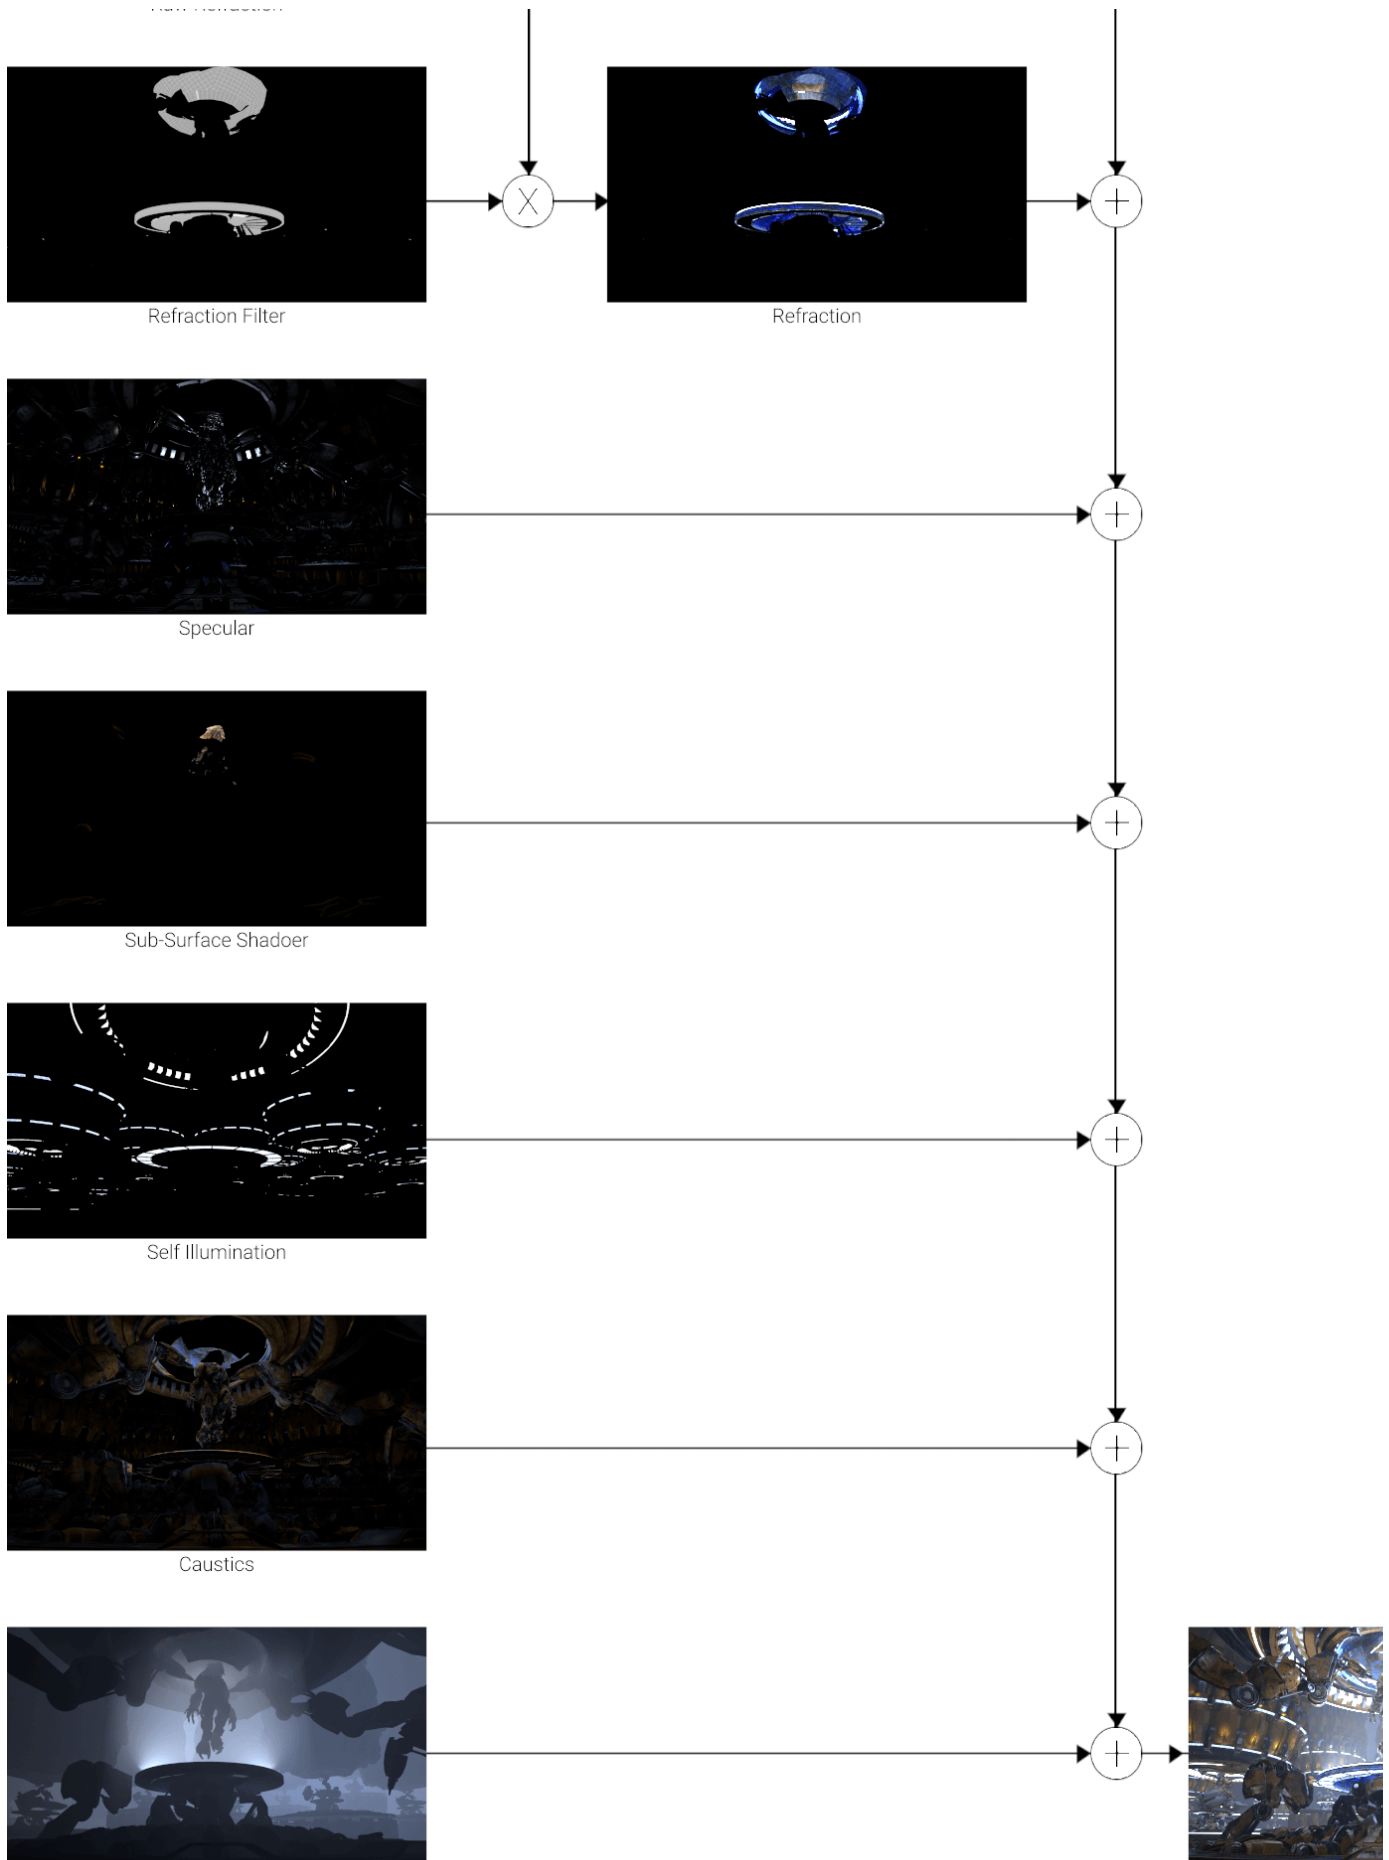 Refraction Filter
Refraction
Specular
Sub-Surface Shadoer
Self Illumination
Caustics